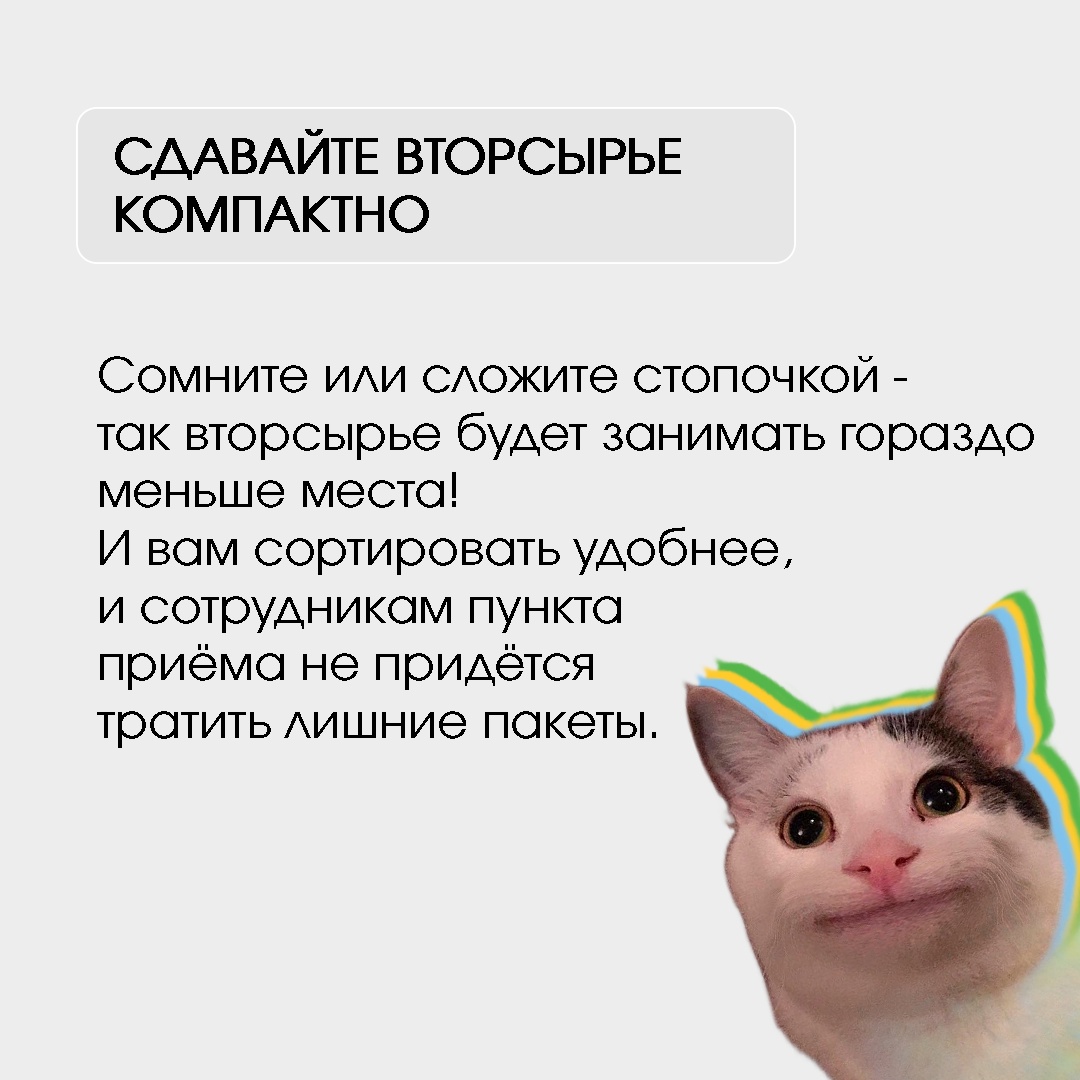 СДАВАЙТЕ ВТОРСЫРЬЕ
КОМПАКТНО
Сомните или сложите стопочкой -
так вторсырье будет занимать гораздо
меньше места!
И вам сортировать удобнее,
и сотрудникам пункта
приёма не придётся
тратить лишние пакеты.